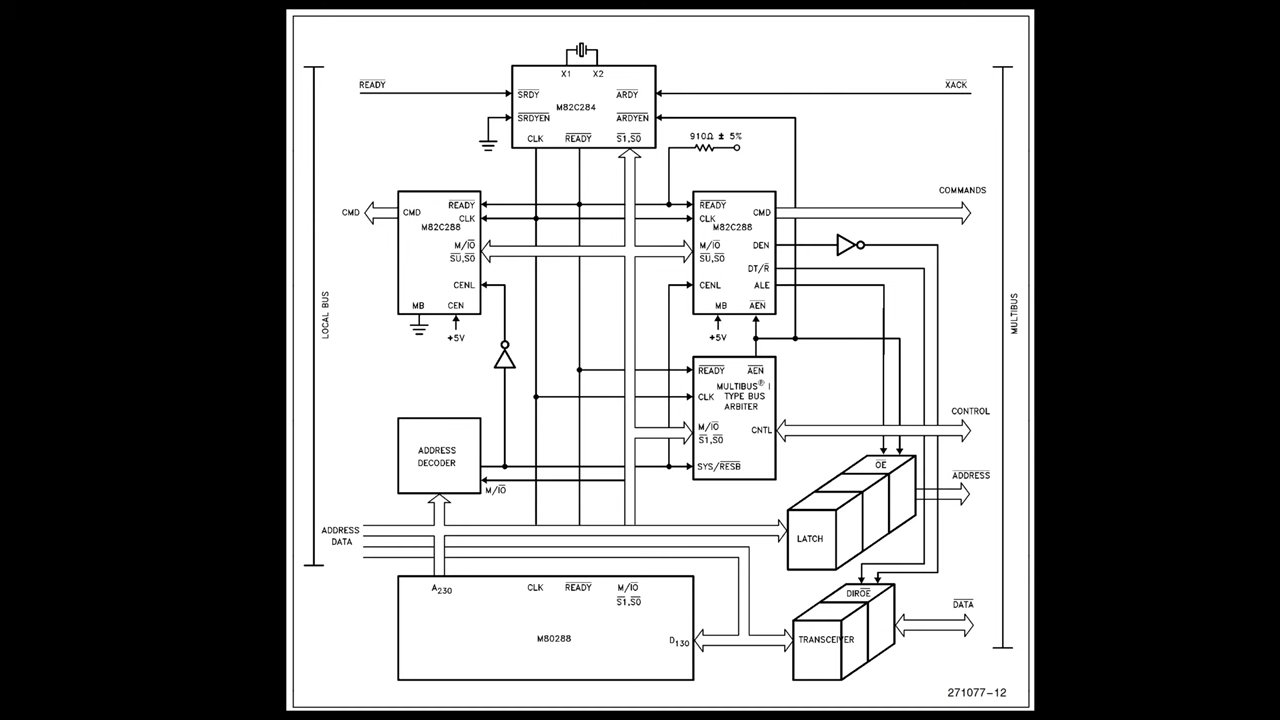 X1 X2
READY
SRDY
ARDY
XACK
M82C284
SRDYEN
ARDYEN
CLK READY S1,S0
910Ω ± 5%
COMMANDS
CMD
CMD
READY
CLK
M82C288
M/IO
SU,S0
CENL
MB CEN
+5V
READY
CMD
CLK
M82C288
M/IO
SU,S0
DEN
DT/R
CENL
ALE
MB AEN
+5V
LOCAL BUS
MULTIBUS
READY AEN
MULTIBUS® I
TYPE BUS
ARBITER
CLK
M/IO
S1,S0
CNTL
SYS/RESB
CONTROL
ADDRESS
DECODER
M/IO
OE
ADDRESS
LATCH
ADDRESS
DATA
A230
CLK READY M/IO
S1,S0
M80288
D130
DIROE
TRANSCEIVER
DATA
271077-12